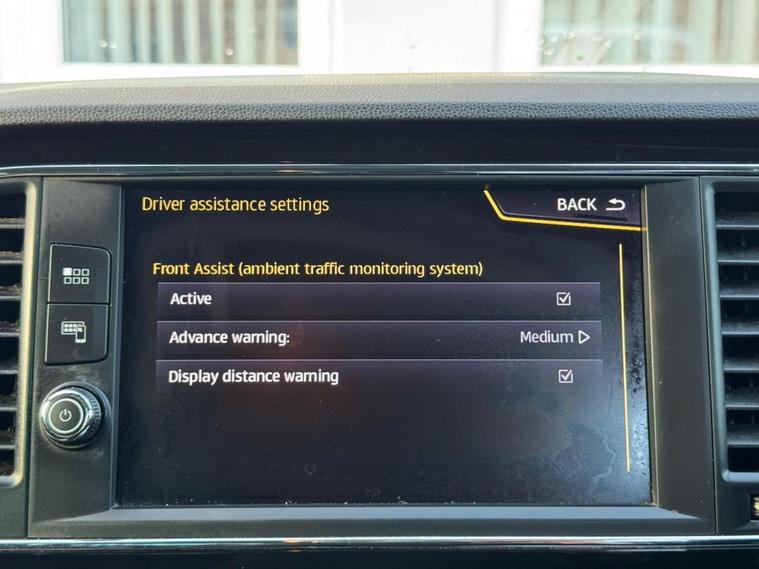 Driver assistance settings
BACK
Front Assist (ambient traffic monitoring system)
Active
Advance warning: Medium
Display distance warning